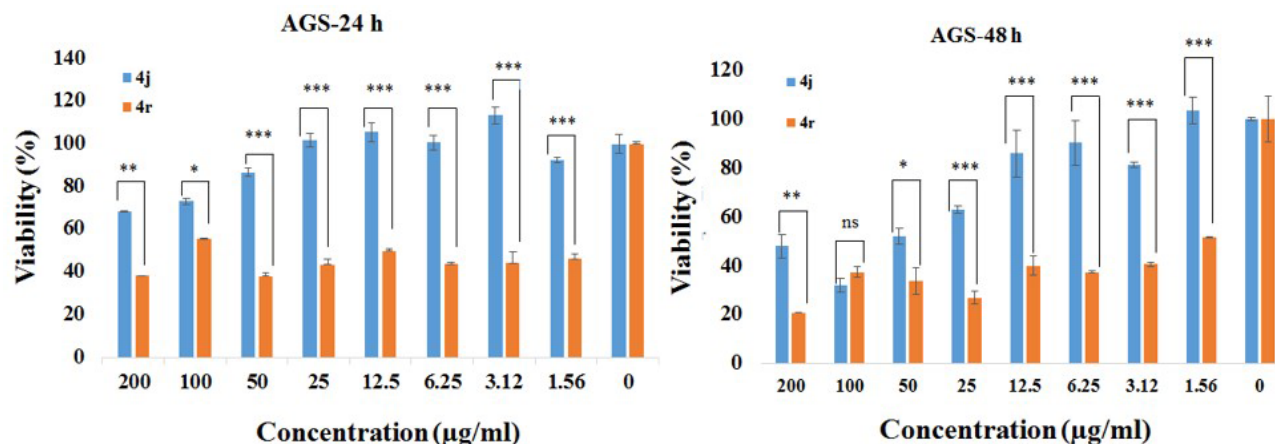 AGS-24 h
140
120
100
80
60
40
20
0
Viability (%)
4j
4r
**
*
***
***
***
***
***
***
200 100 50 25 12.5 6.25 3.12 1.56 0
Concentration (µg/ml)
AGS-48 h
120
100
80
60
40
20
0
Viability (%)
4j
4r
**
ns
*
***
***
***
***
***
200 100 50 25 12.5 6.25 3.12 1.56 0
Concentration (µg/ml)